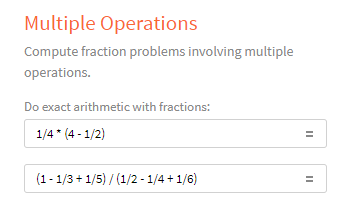 Multiple Operations
Compute fraction problems involving multiple
operations.
Do exact arithmetic with fractions:
1/4 * (4 - 1/2) =
(1 - 1/3 + 1/5) / (1/2 - 1/4 + 1/6) =